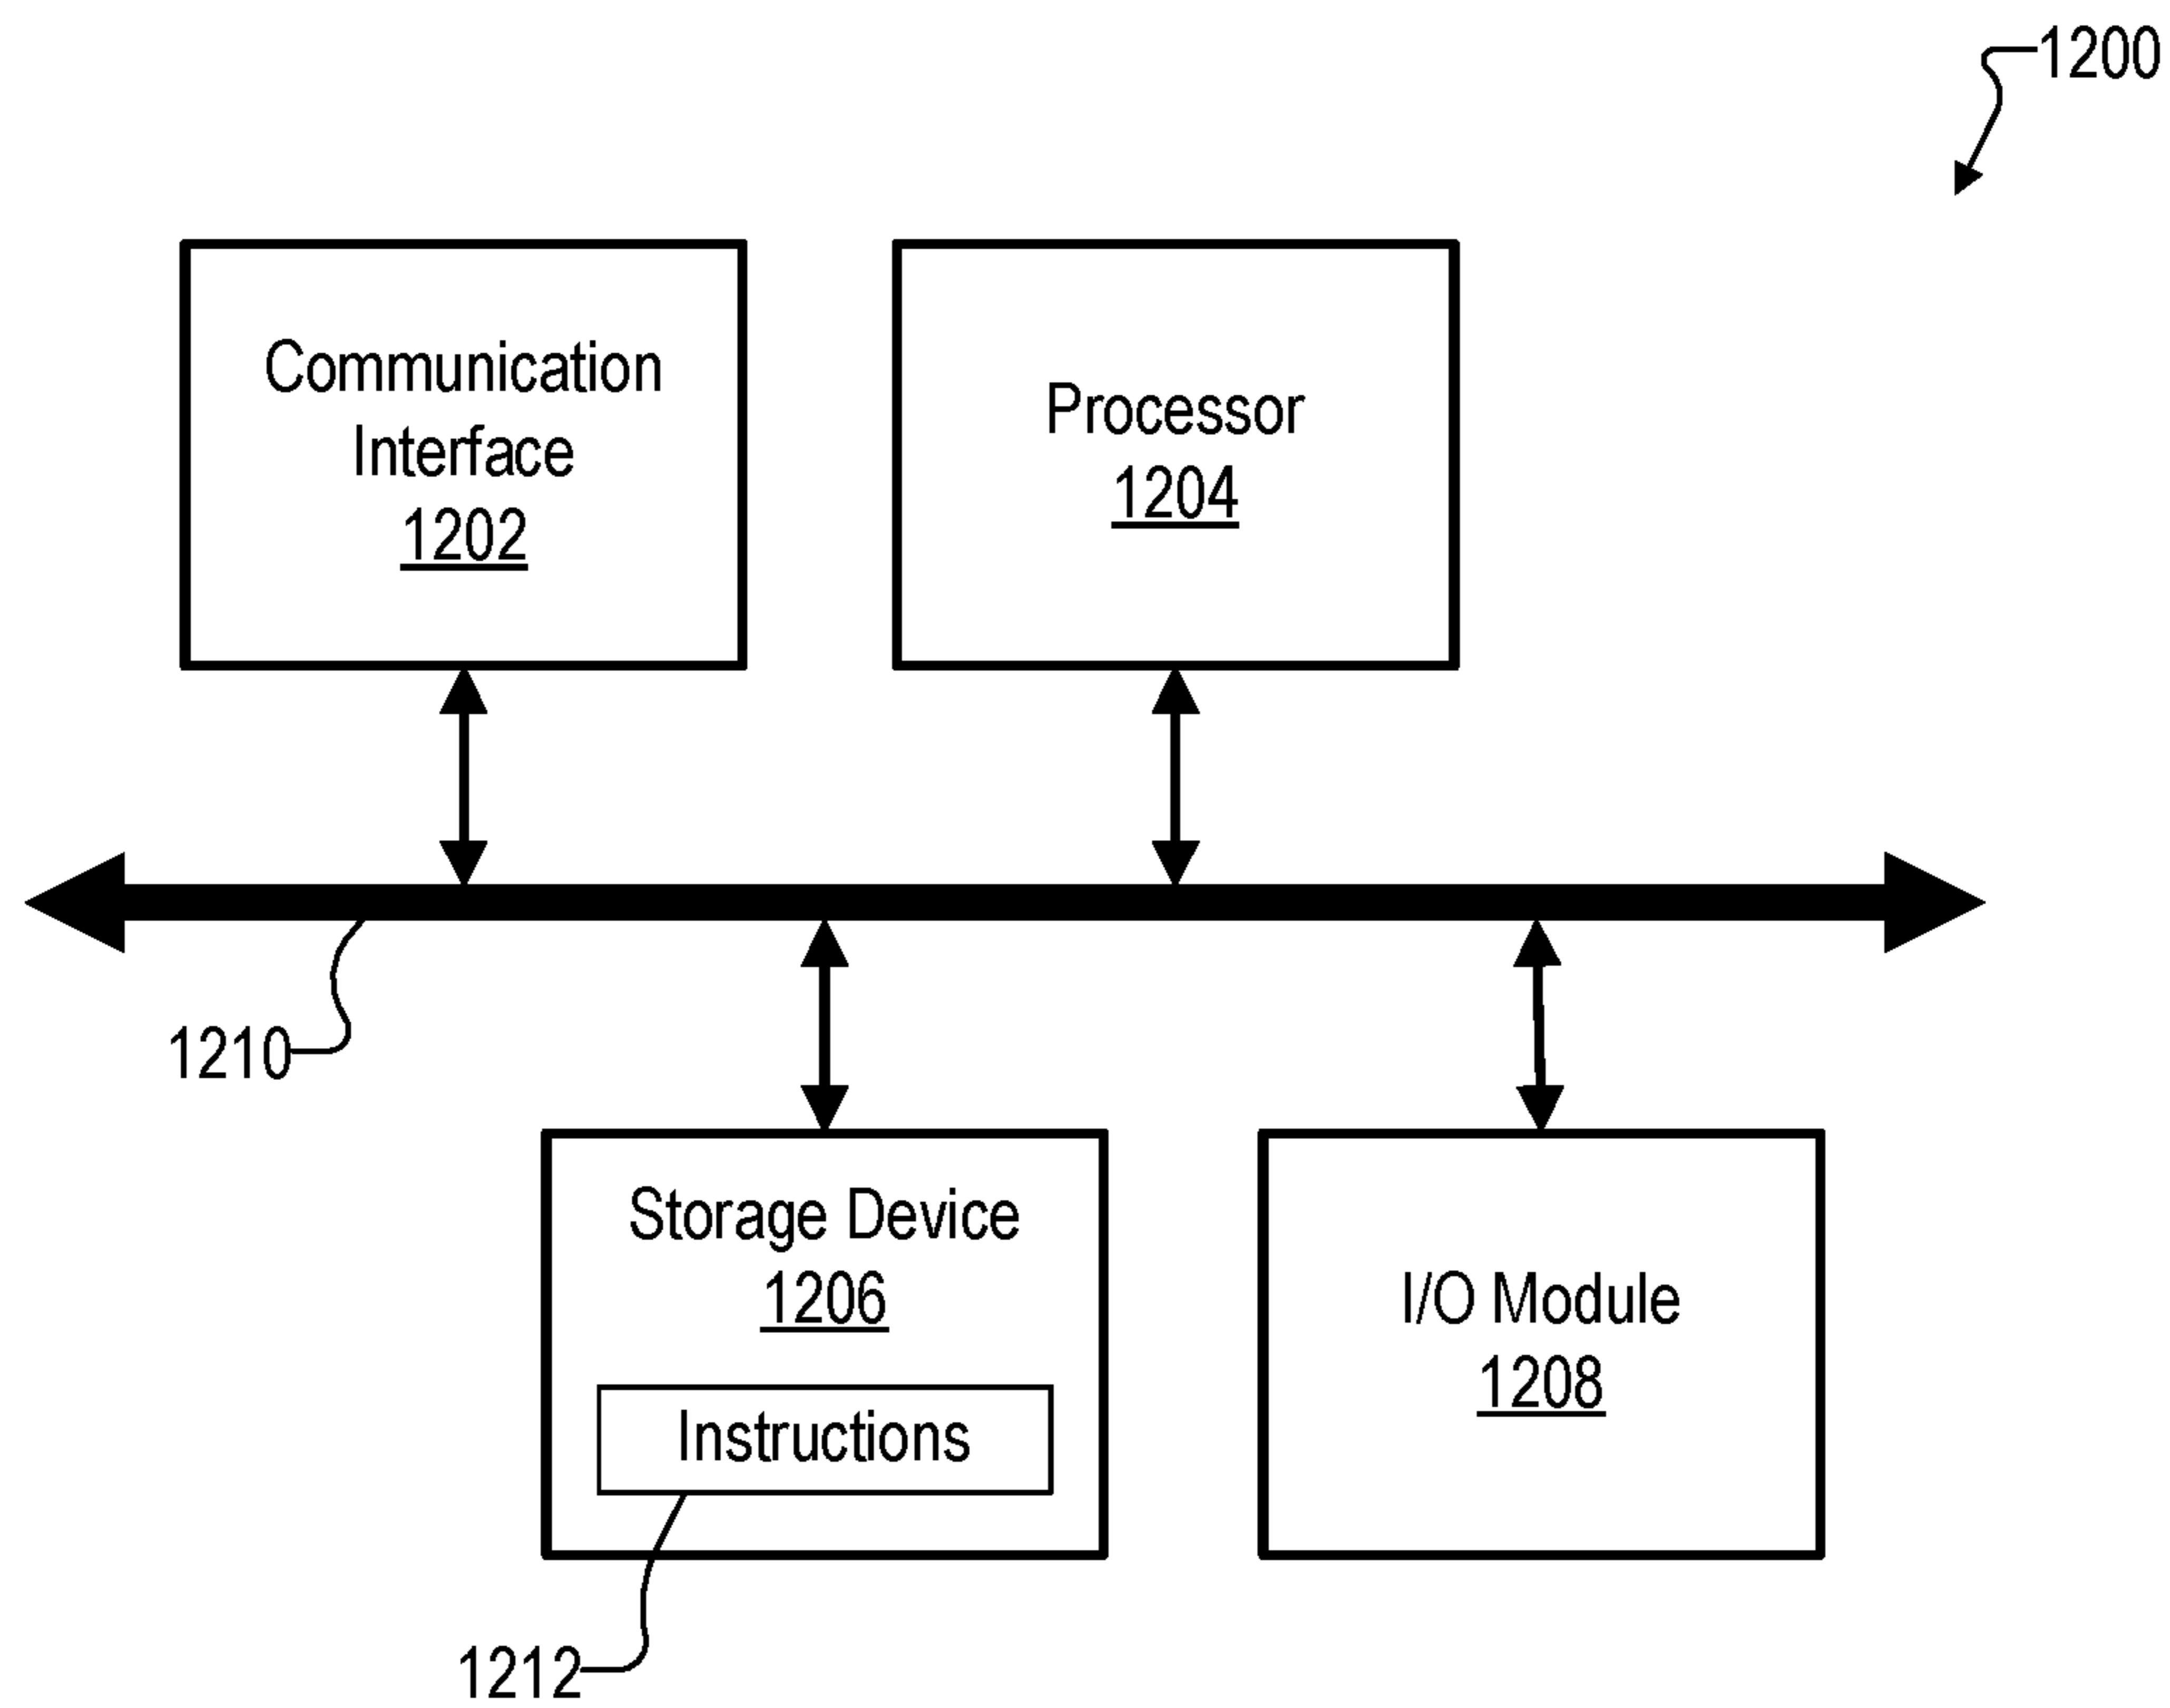 1200
Communication
Interface
1202
Processor
1204
1210
Storage Device
1206
Instructions
I/O Module
1208
1212